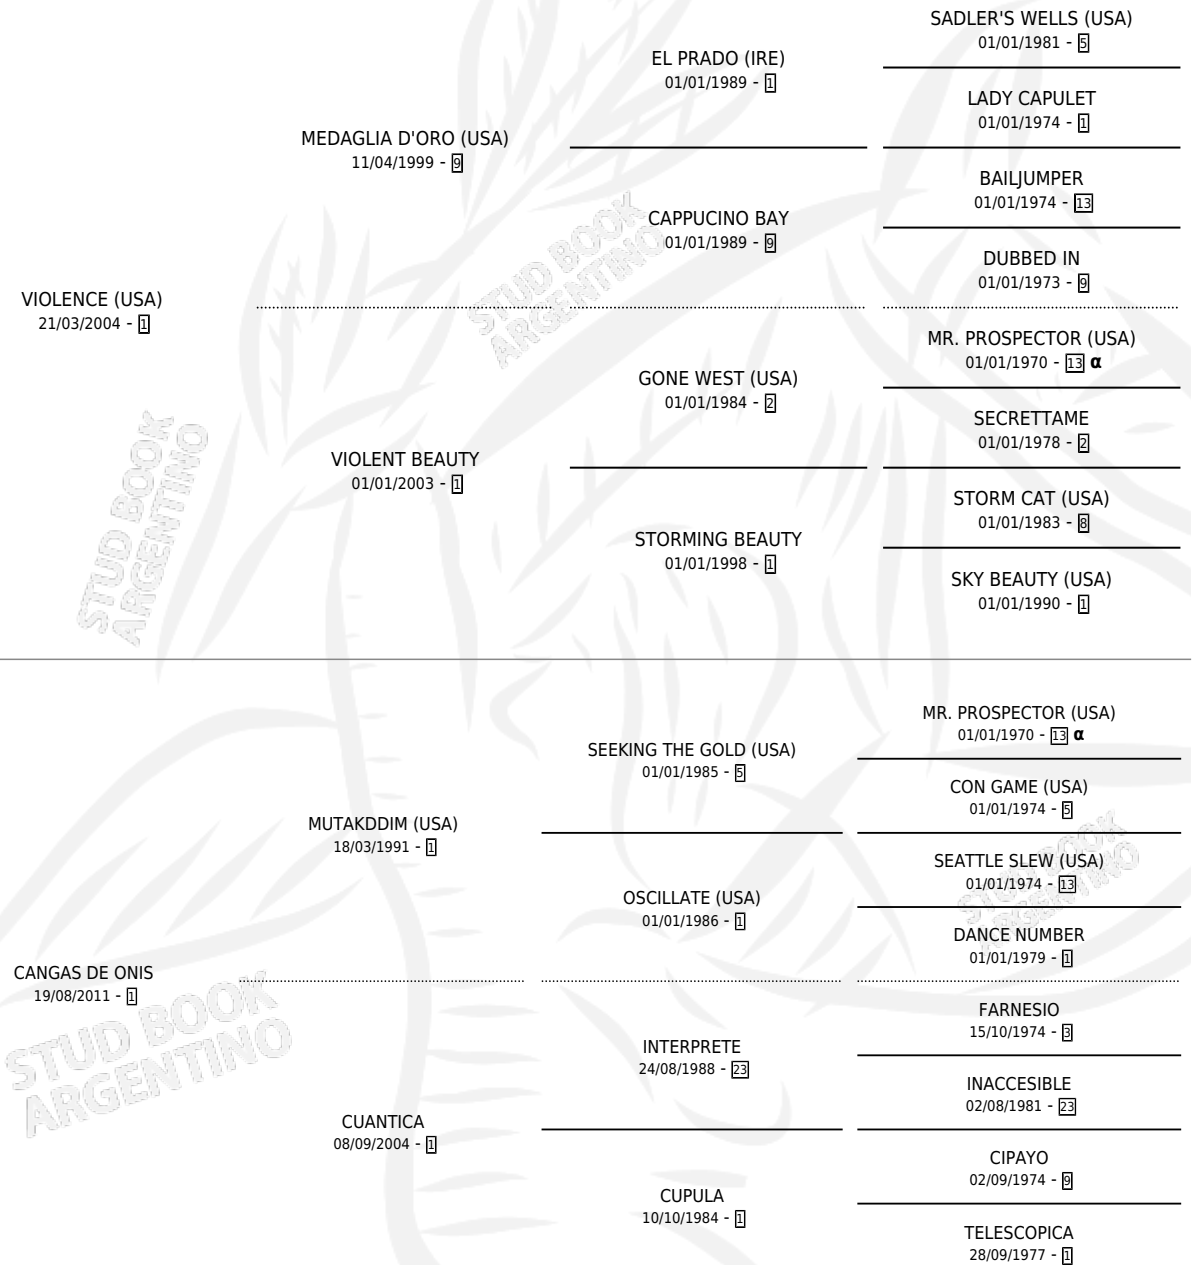 VIOLENCE (USA)
21/03/2004 - 1
MEDAGLIA D'ORO (USA)
11/04/1999 - 9
EL PRADO (IRE)
01/01/1989 - 1
SADLER'S WELLS (USA)
01/01/1981 - 5
LADY CAPULET
01/01/1974 - 1
CAPPUCINO BAY
01/01/1989 - 9
BAILJUMPER
01/01/1974 - 13
DUBBED IN
01/01/1973 - 9
VIOLENT BEAUTY
01/01/2003 - 1
GONE WEST (USA)
01/01/1984 - 2
MR. PROSPECTOR (USA)
01/01/1970 - 13 α
SECRETTAME
01/01/1978 - 2
STORMING BEAUTY
01/01/1998 - 1
STORM CAT (USA)
01/01/1983 - 8
SKY BEAUTY (USA)
01/01/1990 - 1
CANGAS DE ONIS
19/08/2011 - 1
MUTAKDDIM (USA)
18/03/1991 - 1
SEEKING THE GOLD (USA)
01/01/1985 - 5
MR. PROSPECTOR (USA)
01/01/1970 - 13 α
CON GAME (USA)
01/01/1974 - 5
OSCILLATE (USA)
01/01/1986 - 1
SEATTLE SLEW (USA)
01/01/1974 - 13
DANCE NUMBER
01/01/1979 - 1
CUANTICA
08/09/2004 - 1
INTERPRETE
24/08/1988 - 23
FARNESIO
15/10/1974 - 3
INACCESIBLE
02/08/1981 - 23
CUPULA
10/10/1984 - 1
CIPAYO
02/09/1974 - 9
TELESCOPICA
28/09/1977 - 1
STUD BOOK
ARGENTINO
STUD BOOK
ARGENTINO
STUD BOOK
ARGENTINO
STUD BOOK
ARGENTINO